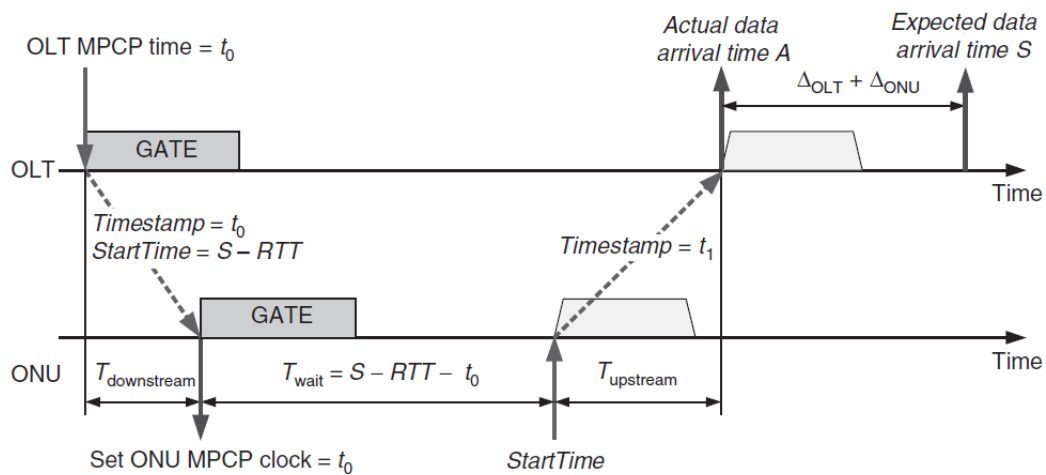 OLT MPCP time = t₀
Actual data
arrival time A
Expected data
arrival time S
Δ_OLT + Δ_ONU
GATE
OLT
Time
Timestamp = t₀
StartTime = S – RTT
Timestamp = t₁
GATE
Time
ONU
T_downstream
T_wait = S – RTT – t₀
T_upstream
Set ONU MPCP clock = t₀
StartTime